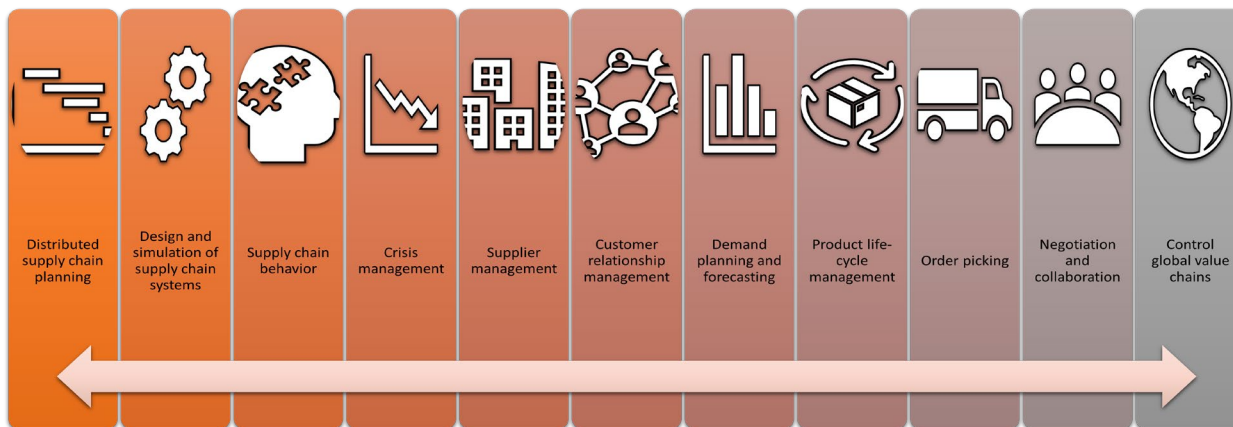 Distributed
supply chain
planning
Design and
simulation of
supply chain
systems
Supply chain
behavior
Crisis
management
Supplier
management
Customer
relationship
management
Demand
planning and
forecasting
Product life-
cycle
management
Order picking
Negotiation
and
collaboration
Control
global value
chains